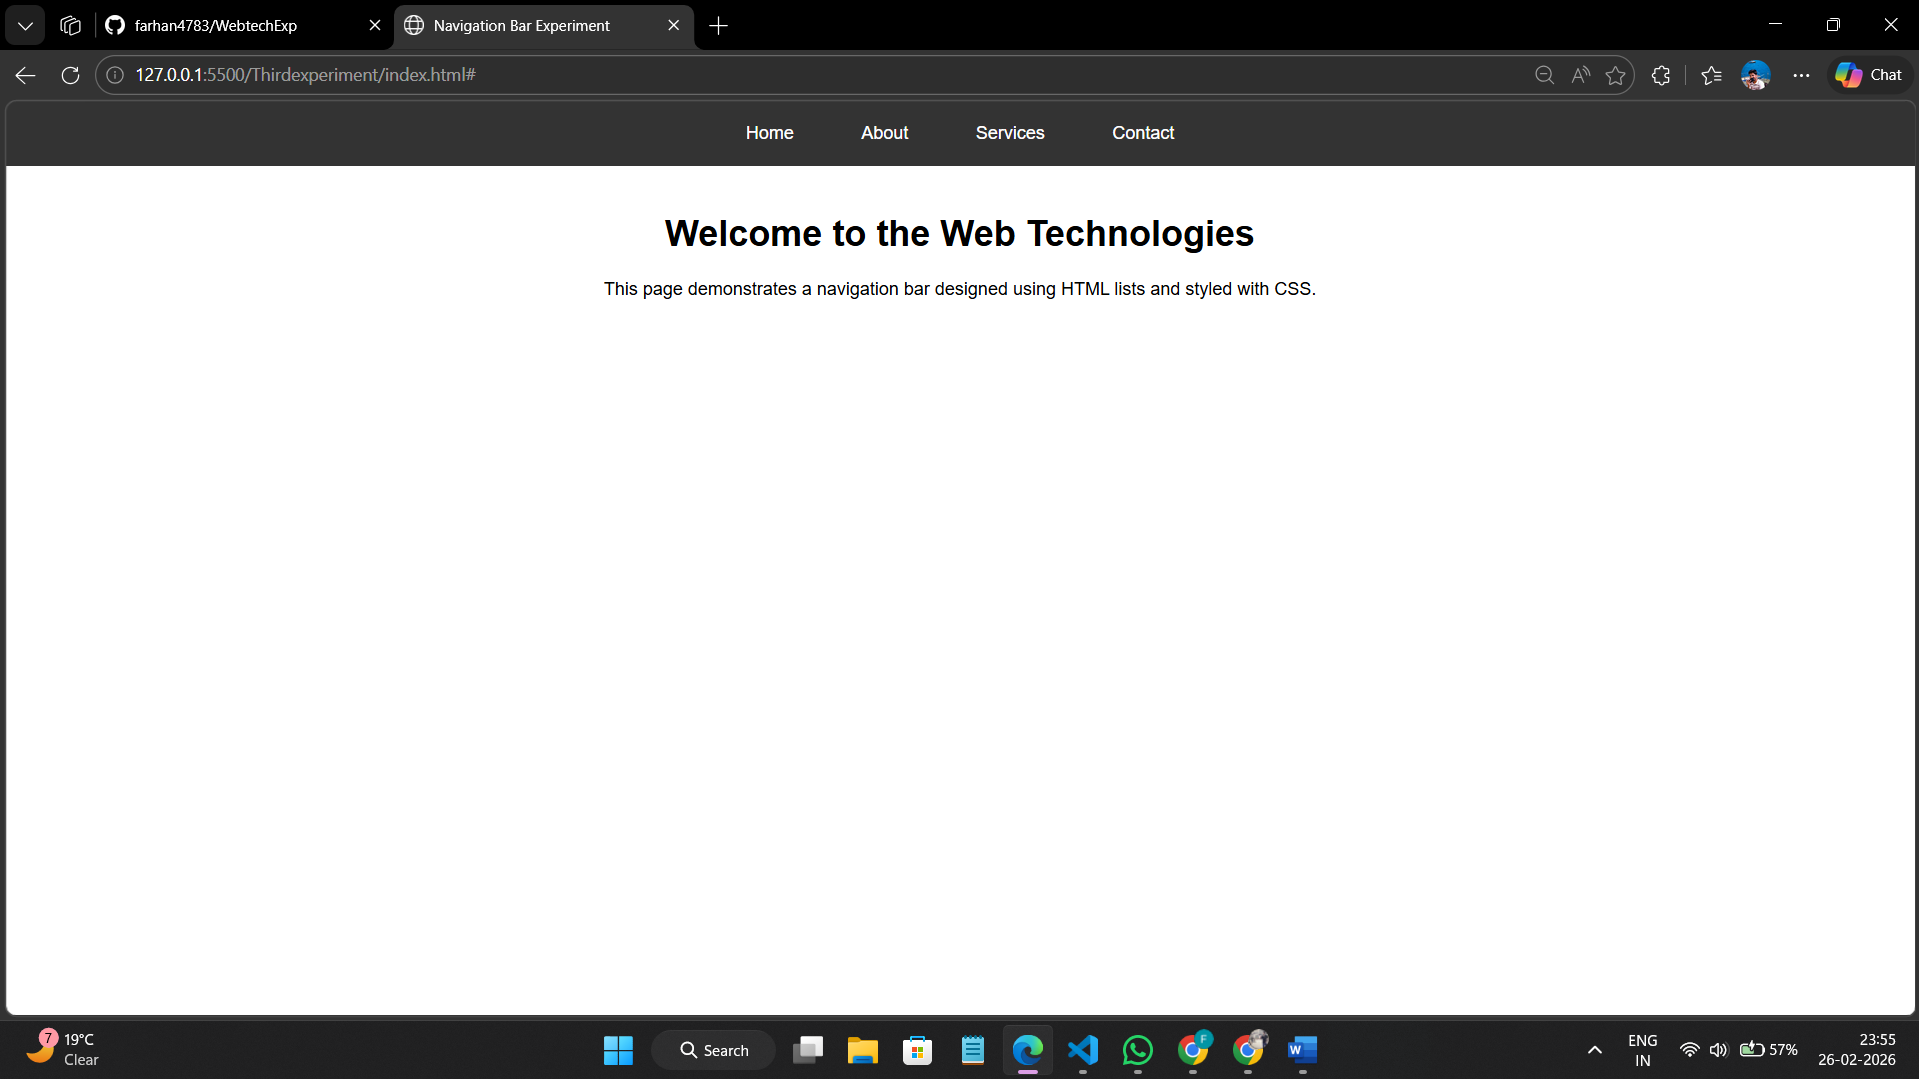 farhan4783/WebtechExp
Navigation Bar Experiment
127.0.0.1:5500/Thirdexperiment/index.html#
Chat
Home About Services Contact
Welcome to the Web Technologies
This page demonstrates a navigation bar designed using HTML lists and styled with CSS.
7
19°C
Clear
Search
F
W
ENG
IN
57%
23:55
26-02-2026